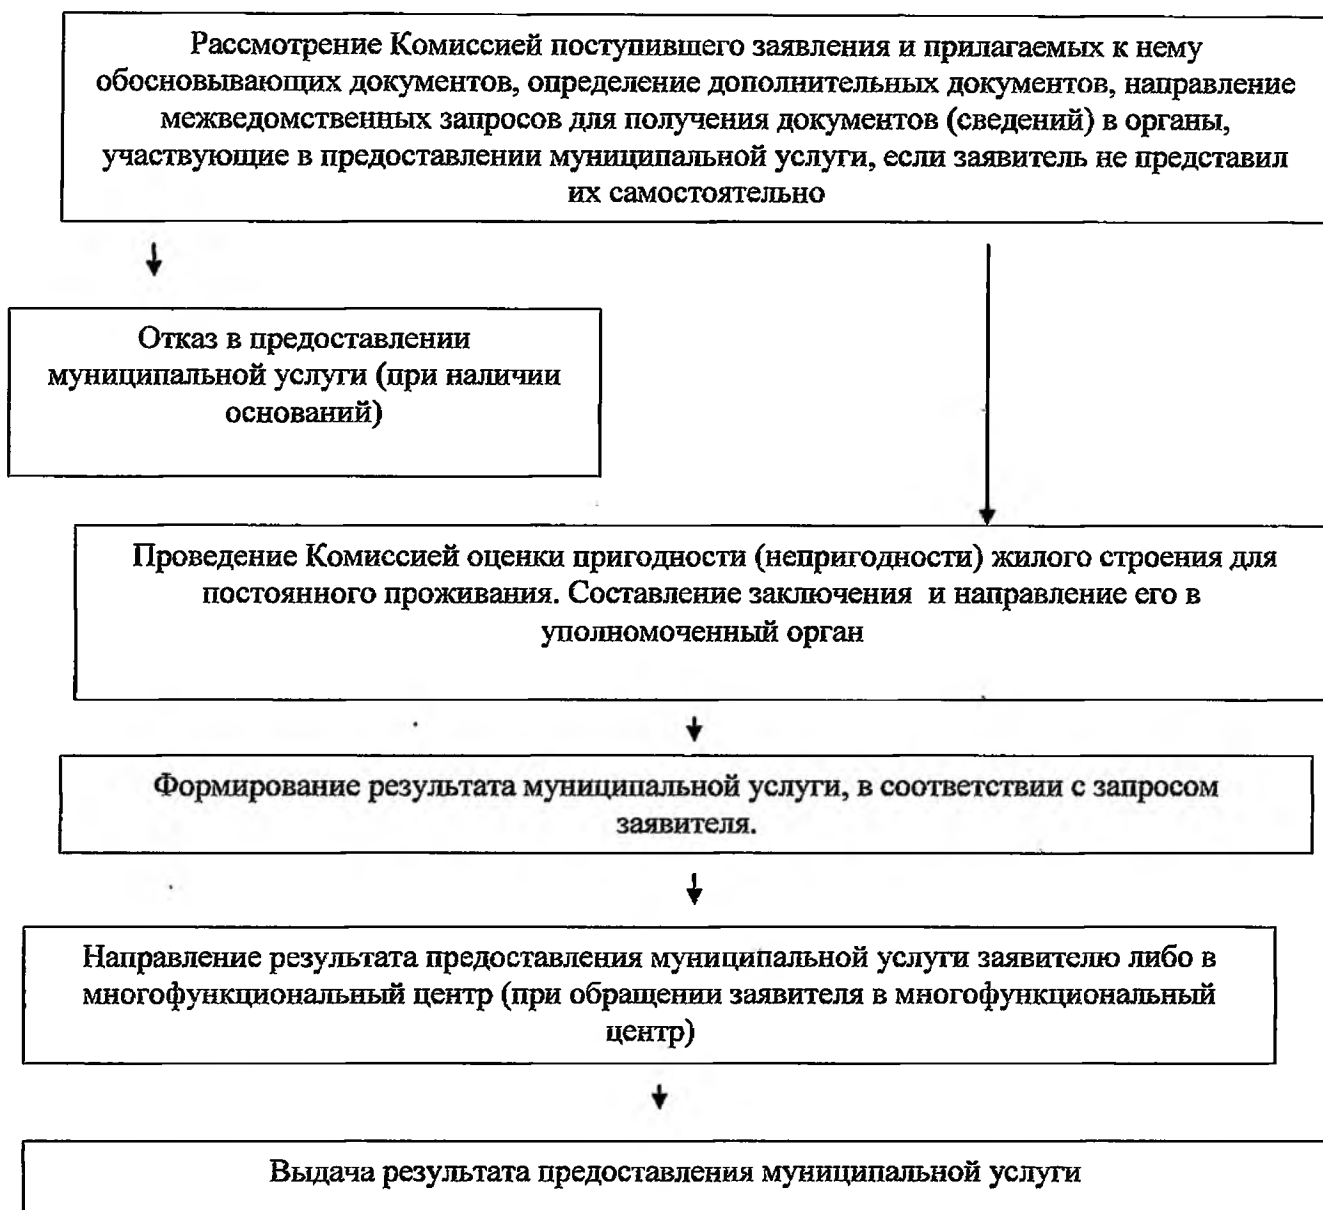 Рассмотрение Комиссией поступившего заявления и прилагаемых к нему
обосновывающих документов, определение дополнительных документов, направление
межведомственных запросов для получения документов (сведений) в органы,
участвующие в предоставлении муниципальной услуги, если заявитель не представил
их самостоятельно
Отказ в предоставлении
муниципальной услуги (при наличии
оснований)
Проведение Комиссией оценки пригодности (непригодности) жилого строения для
постоянного проживания. Составление заключения и направление его в
уполномоченный орган
Формирование результата муниципальной услуги, в соответствии с запросом
заявителя.
Направление результата предоставления муниципальной услуги заявителю либо в
многофункциональный центр (при обращении заявителя в многофункциональный
центр)
Выдача результата предоставления муниципальной услуги